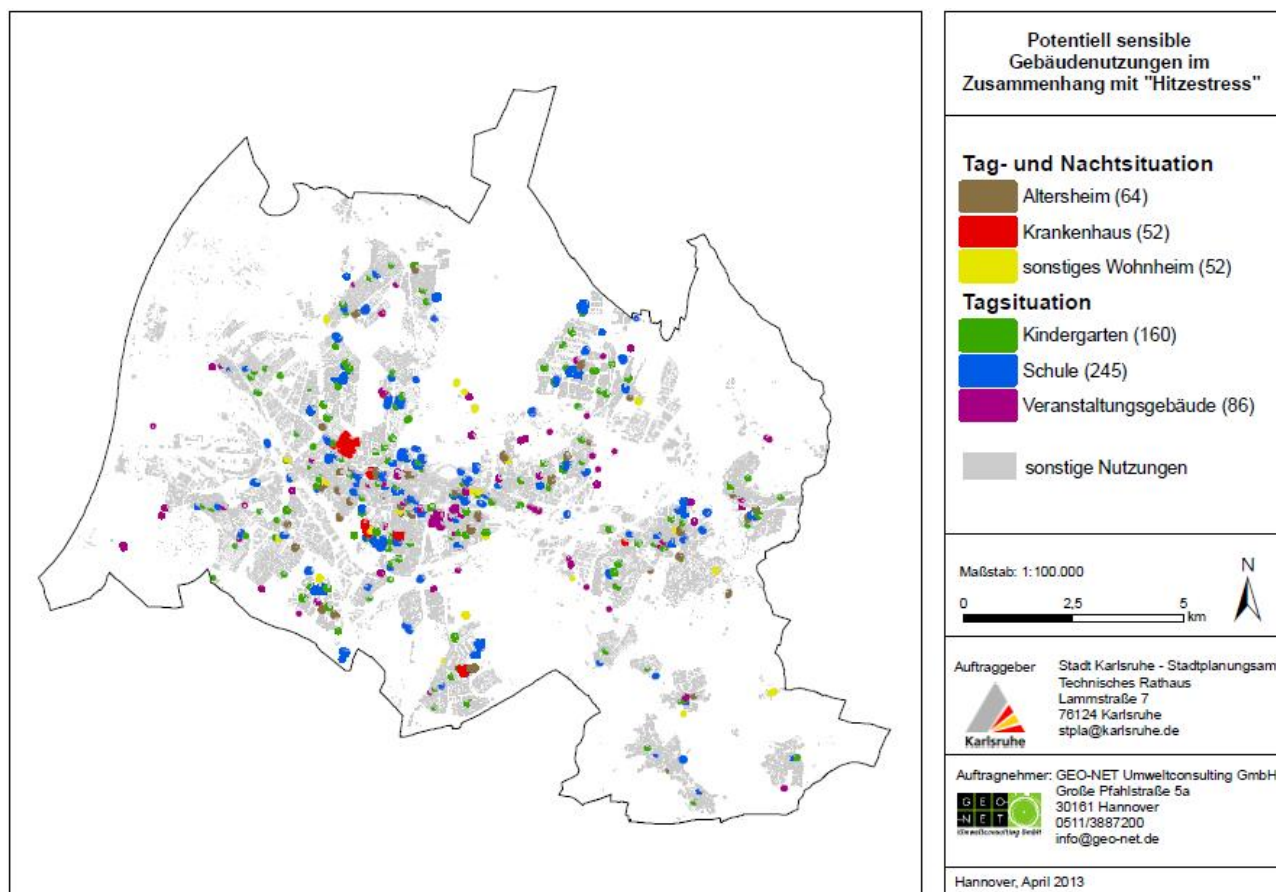 Potentiell sensible
Gebäudenutzungen im
Zusammenhang mit "Hitzestress"
Tag- und Nachtsituation
Altersheim (64)
Krankenhaus (52)
sonstiges Wohnheim (52)
Tagsituation
Kindergarten (160)
Schule (245)
Veranstaltungsgebäude (86)
sonstige Nutzungen
Maßstab: 1:100.000
N
0 2,5 5
km
Auftraggeber
Stadt Karlsruhe - Stadtplanungsam
Technisches Rathaus
Lammstraße 7
76124 Karlsruhe
stpla@karlsruhe.de
Karlsruhe
Auftragnehmer: GEO-NET Umweltconsulting GmbH
Große Pfahlstraße 5a
30161 Hannover
0511/3887200
info@geo-net.de
GEO-
NET
Umweltconsulting GmbH
Hannover, April 2013